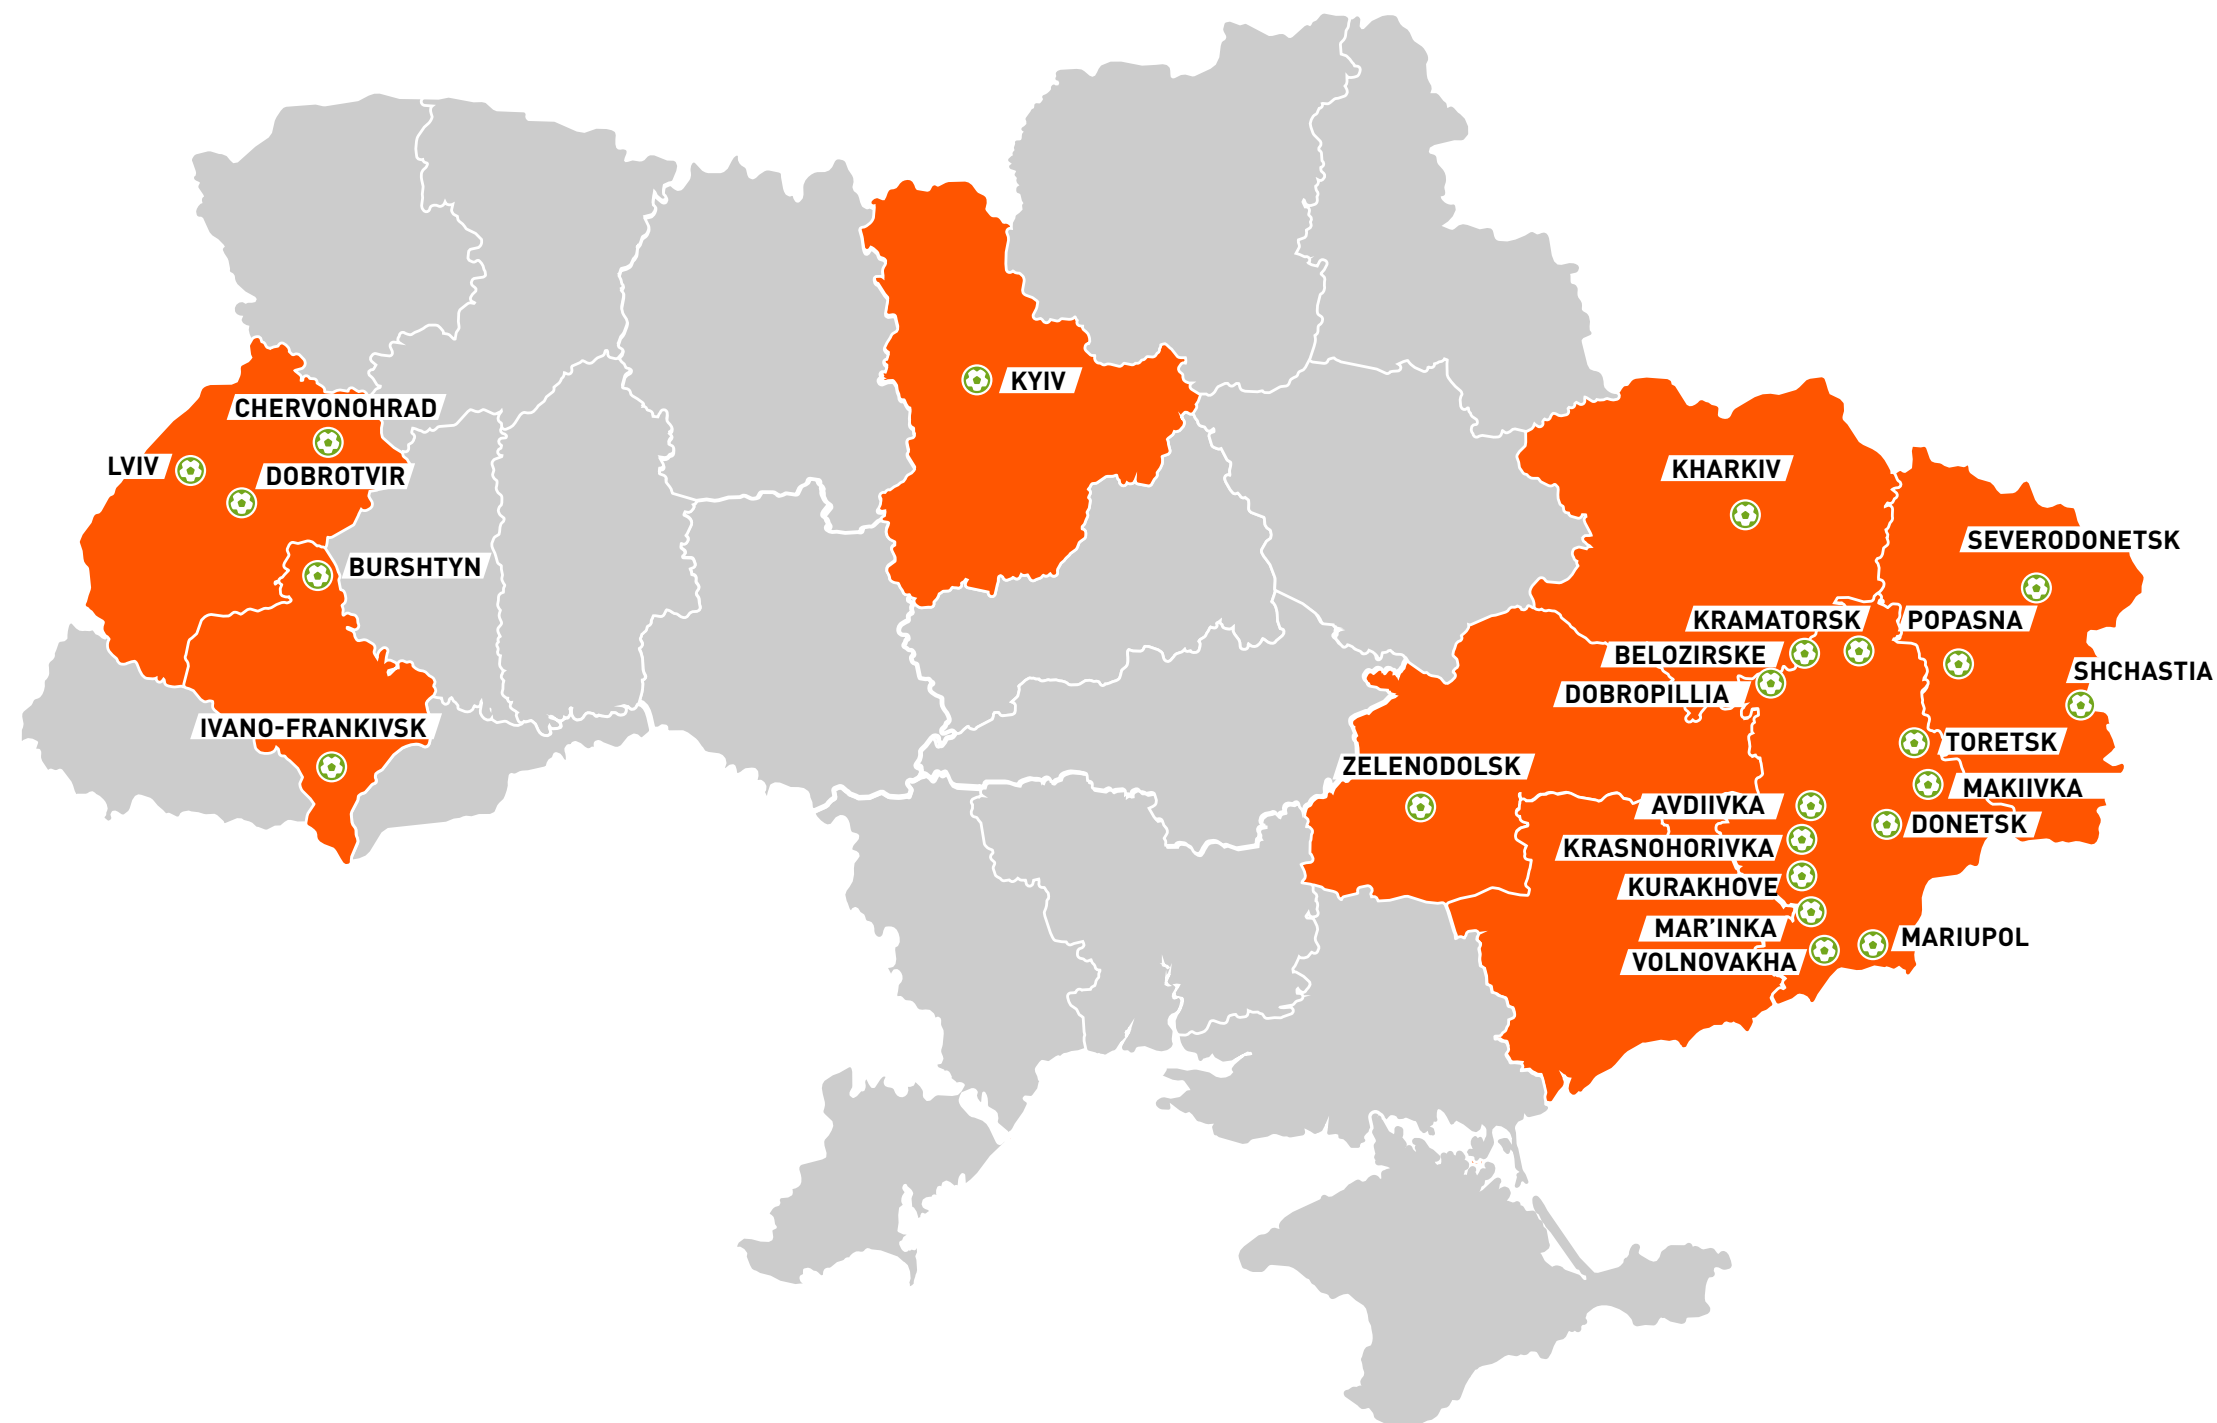 KYIV
CHERVONOHRAD
LVIV
DOBROTVIR
KHARKIV
SEVERODONETSK
BURSHTYN
KRAMATORSK
POPASNA
BELOZIRSKE
SHCHASTIA
DOBROPILLIA
IVANO-FRANKIVSK
TORETSK
ZELENODOLSK
MAKIIVKA
AVDIIVKA
DONETSK
KRASNOHORIVKA
KURAKHOVE
MAR'INKA
MARIUPOL
VOLNOVAKHA